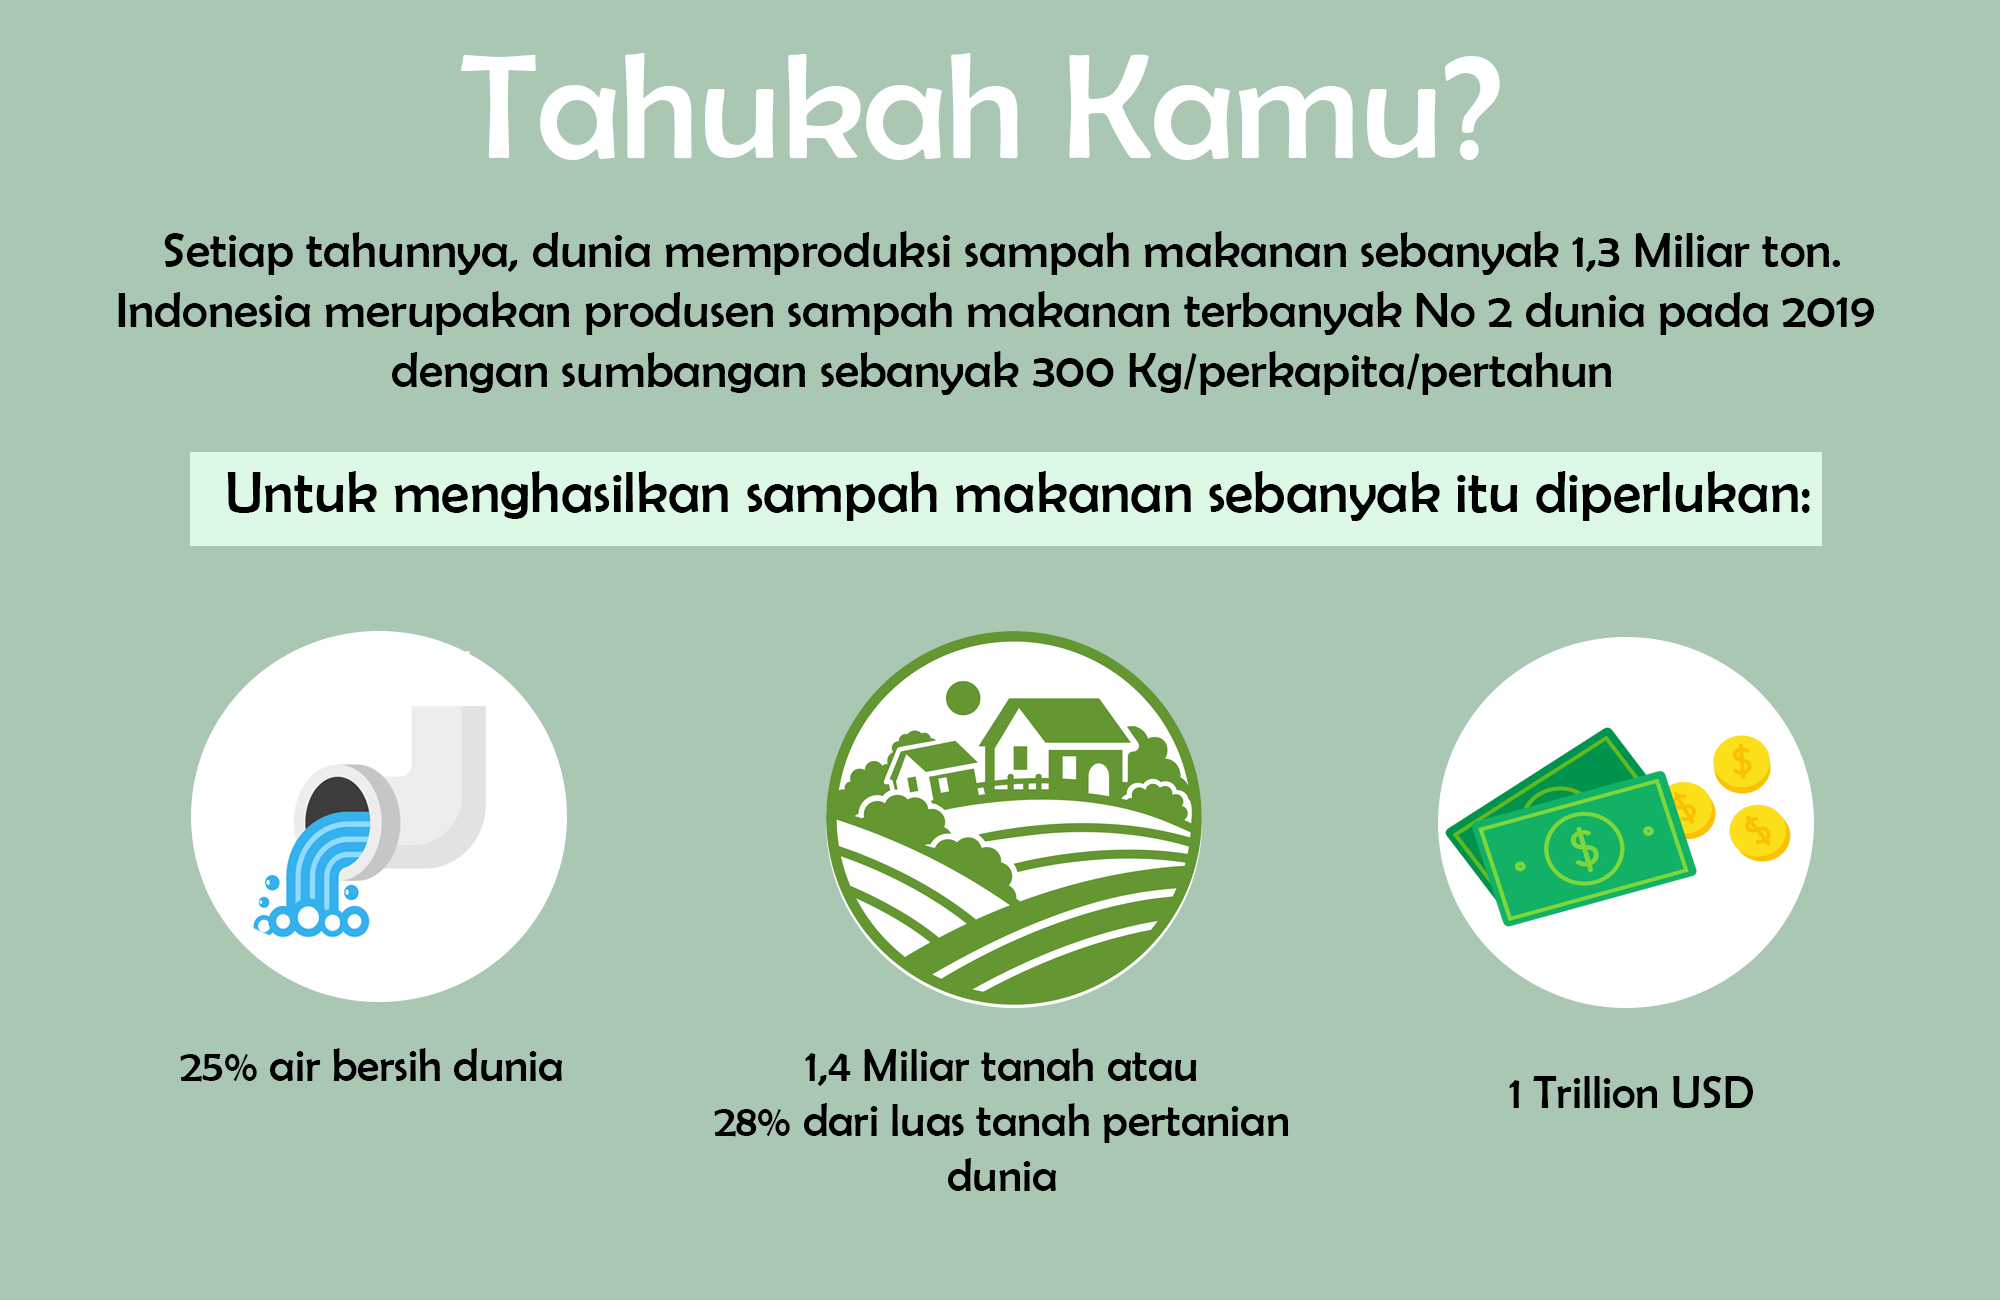 Tahukah Kamu?
Setiap tahunnya, dunia memproduksi sampah makanan sebanyak 1,3 Miliar ton.
Indonesia merupakan produsen sampah makanan terbanyak No 2 dunia pada 2019
dengan sumbangan sebanyak 300 Kg/perkapita/pertahun
Untuk menghasilkan sampah makanan sebanyak itu diperlukan:
$
$
$
$
25% air bersih dunia
1,4 Miliar tanah atau
28% dari luas tanah pertanian
dunia
1 Trillion USD